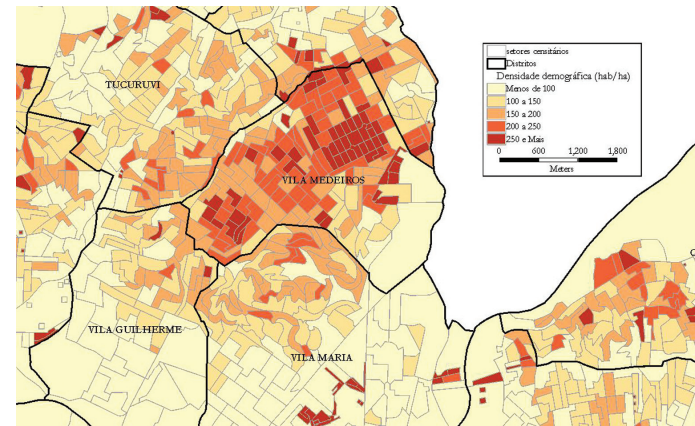 TUCURUVI
VILA MEDEIROS
VILA GUILHERME
VILA MARIA
setores censitários
Distritos
Densidade demográfica (hab/ha)
Menos de 100
100 a 150
150 a 200
200 a 250
250 e Mais
0 600 1,200 1,800
Meters